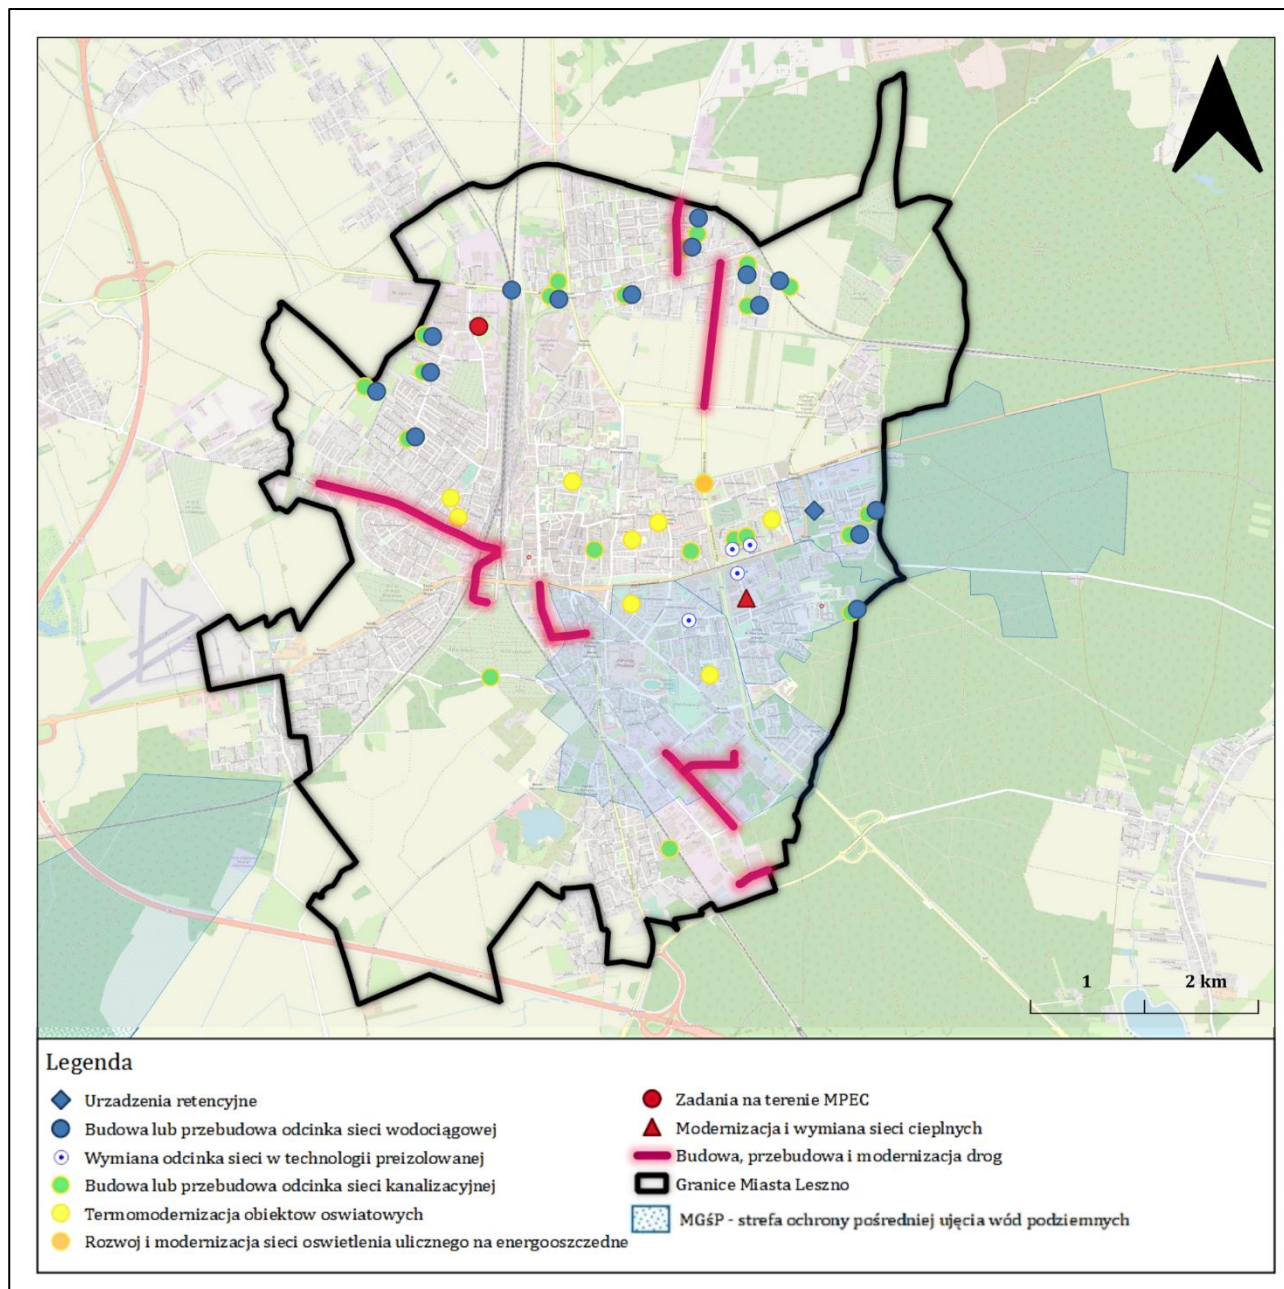 1
2 km
Legenda
Urzadzenia retencyjne
Budowa lub przebudowa odcinka sieci wodociągowej
Wymiana odcinka sieci w technologii preizolowanej
Budowa lub przebudowa odcinka sieci kanalizacyjnej
Termomodernizacja obiektow oswiatowych
Rozwoj i modernizacja sieci oswietlenia ulicznego na energooszczedne
Zadania na terenie MPEC
Modernizacja i wymiana sieci cieplnych
Budowa, przebudowa i modernizacja drog
Granice Miasta Leszno
MGśP - strefa ochrony pośredniej ujęcia wód podziemnych